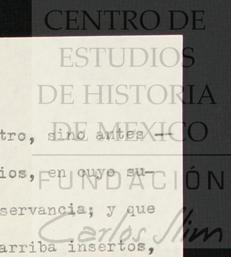 CENTRO DE
ESTUDIOS
DE HISTORIA
DE MEXICO
FUNDACIÓN
Carlos Slim
tro, sino antes —
ios, en cuyo su-
servancia; y que
arriba insertos,